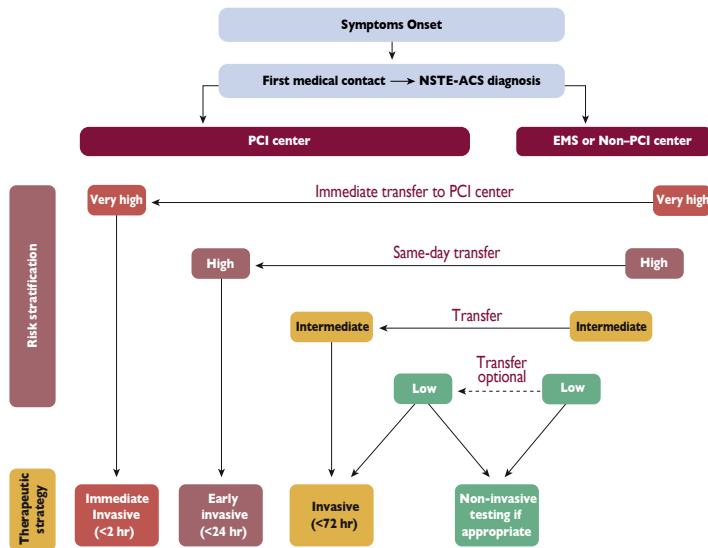 Symptoms Onset
First medical contact → NSTE-ACS diagnosis
PCI center
EMS or Non–PCI center
Risk stratification
Very high
Immediate transfer to PCI center
Very high
High
Same-day transfer
High
Intermediate
Transfer
Intermediate
Low
Transfer
optional
Low
Therapeutic
strategy
Immediate
Invasive
(<2 hr)
Early
invasive
(<24 hr)
Invasive
(<72 hr)
Non-invasive
testing if
appropriate